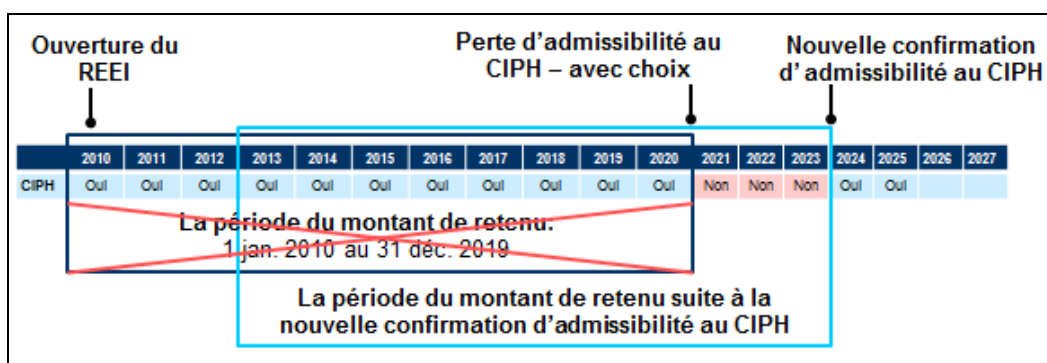 Ouverture du
REEI
Perte d'admissibilité au
CIPH – avec choix
Nouvelle confirmation
d' admissibilité au CIPH
2010 2011 2012 2013 2014 2015 2016 2017 2018 2019 2020 2021 2022 2023 2024 2025 2026 2027
CIPH Oui Oui Oui Oui Oui Oui Oui Oui Oui Oui Oui Non Non Non Oui Oui
La période du montant de retenu:
1 jan. 2010 au 31 déc. 2019
La période du montant de retenu suite à la
nouvelle confirmation d'admissibilité au CIPH